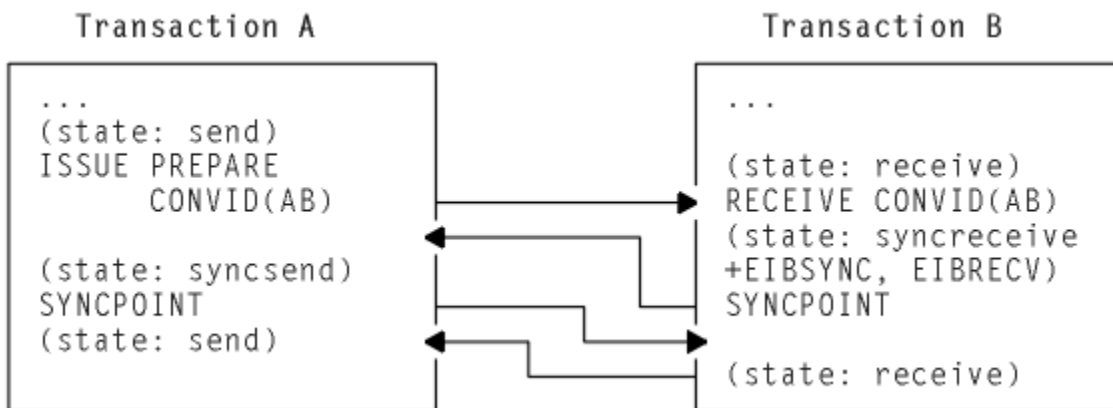 Transaction A
...
(state: send)
ISSUE PREPARE
CONVID(AB)
(state: syncsend)
SYNCPOINT
(state: send)
Transaction B
...
(state: receive)
RECEIVE CONVID(AB)
(state: syncreceive
+EIBSYNC, EIBRECV)
SYNCPOINT
(state: receive)